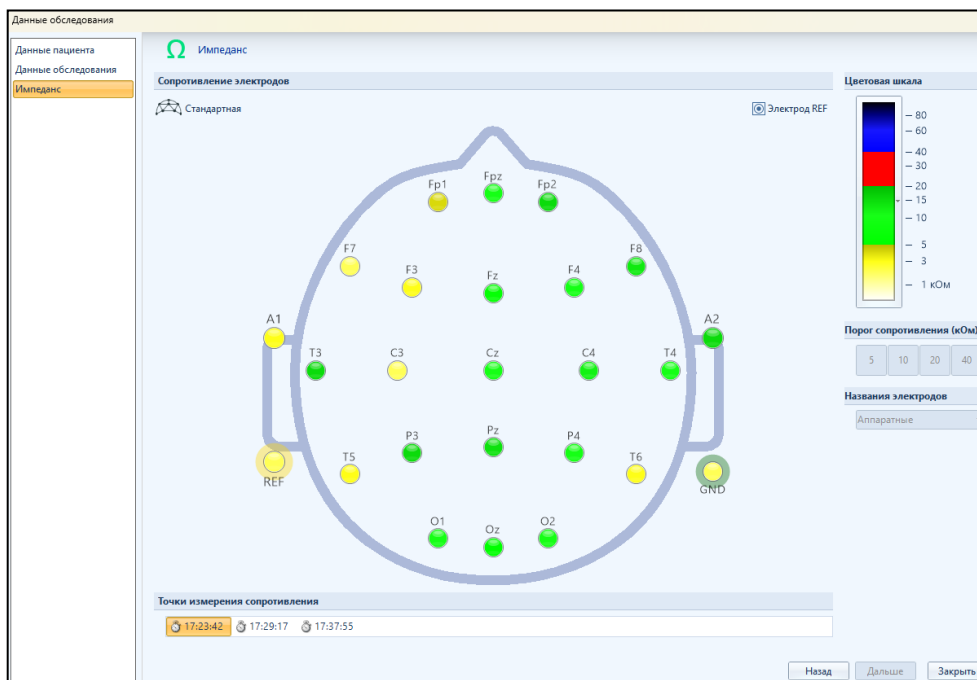 Данные обследования
Данные пациента
Данные обследования
Импеданс
Ω Импеданс
Сопротивление электродов
Стандартная
Электрод REF
Fpz
Fp1 Fp2
F7 F8
F3 Fz F4
A1 A2
T3 C3 Cz C4 T4
P3 Pz P4
T5 T6
REF GND
O1 Oz O2
Точки измерения сопротивления
17:23:42 17:29:17 17:37:55
Цветовая шкала
80
60
40
30
20
15
10
5
3
1 кОм
Порог сопротивления (кОм)
5 10 20 40
Названия электродов
Аппаратные
Назад Дальше Закрыть